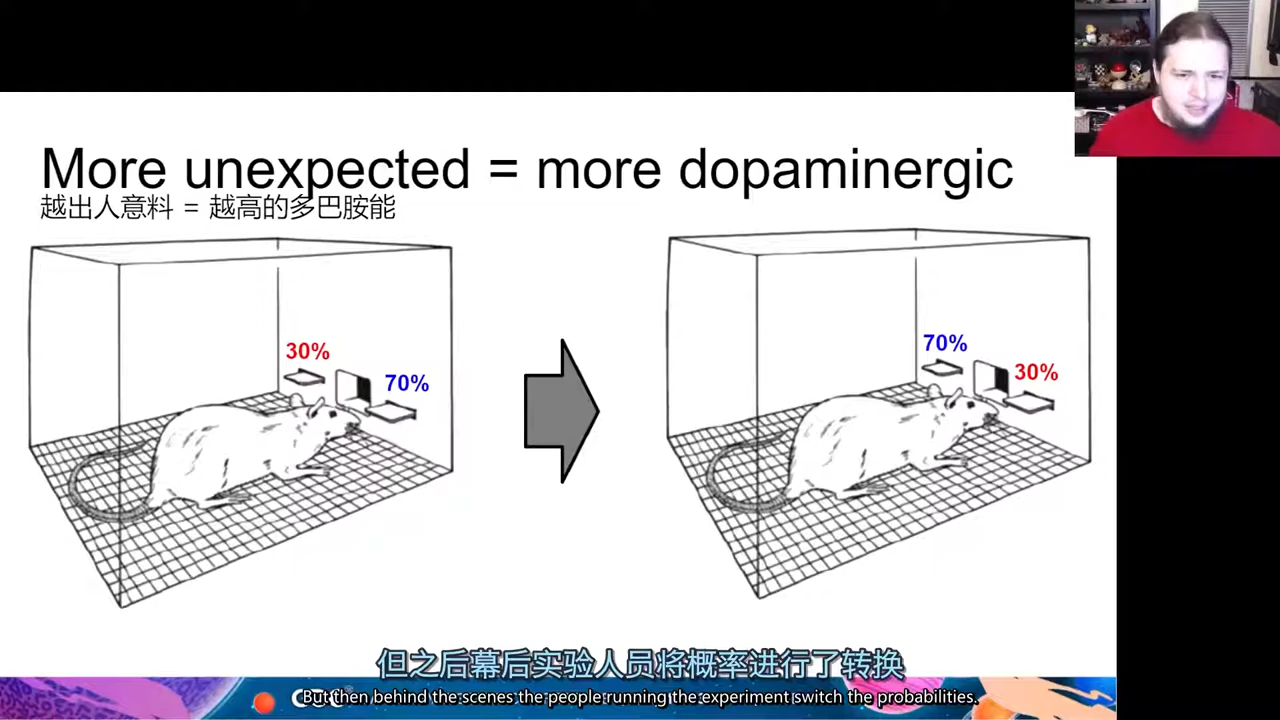 More unexpected = more dopaminergic
越出人意料 = 越高的多巴胺能
30%
70%
70%
30%
但之后幕后实验人员将概率进行了转换
But then behind the scenes the people running the experiment switch the probabilities.